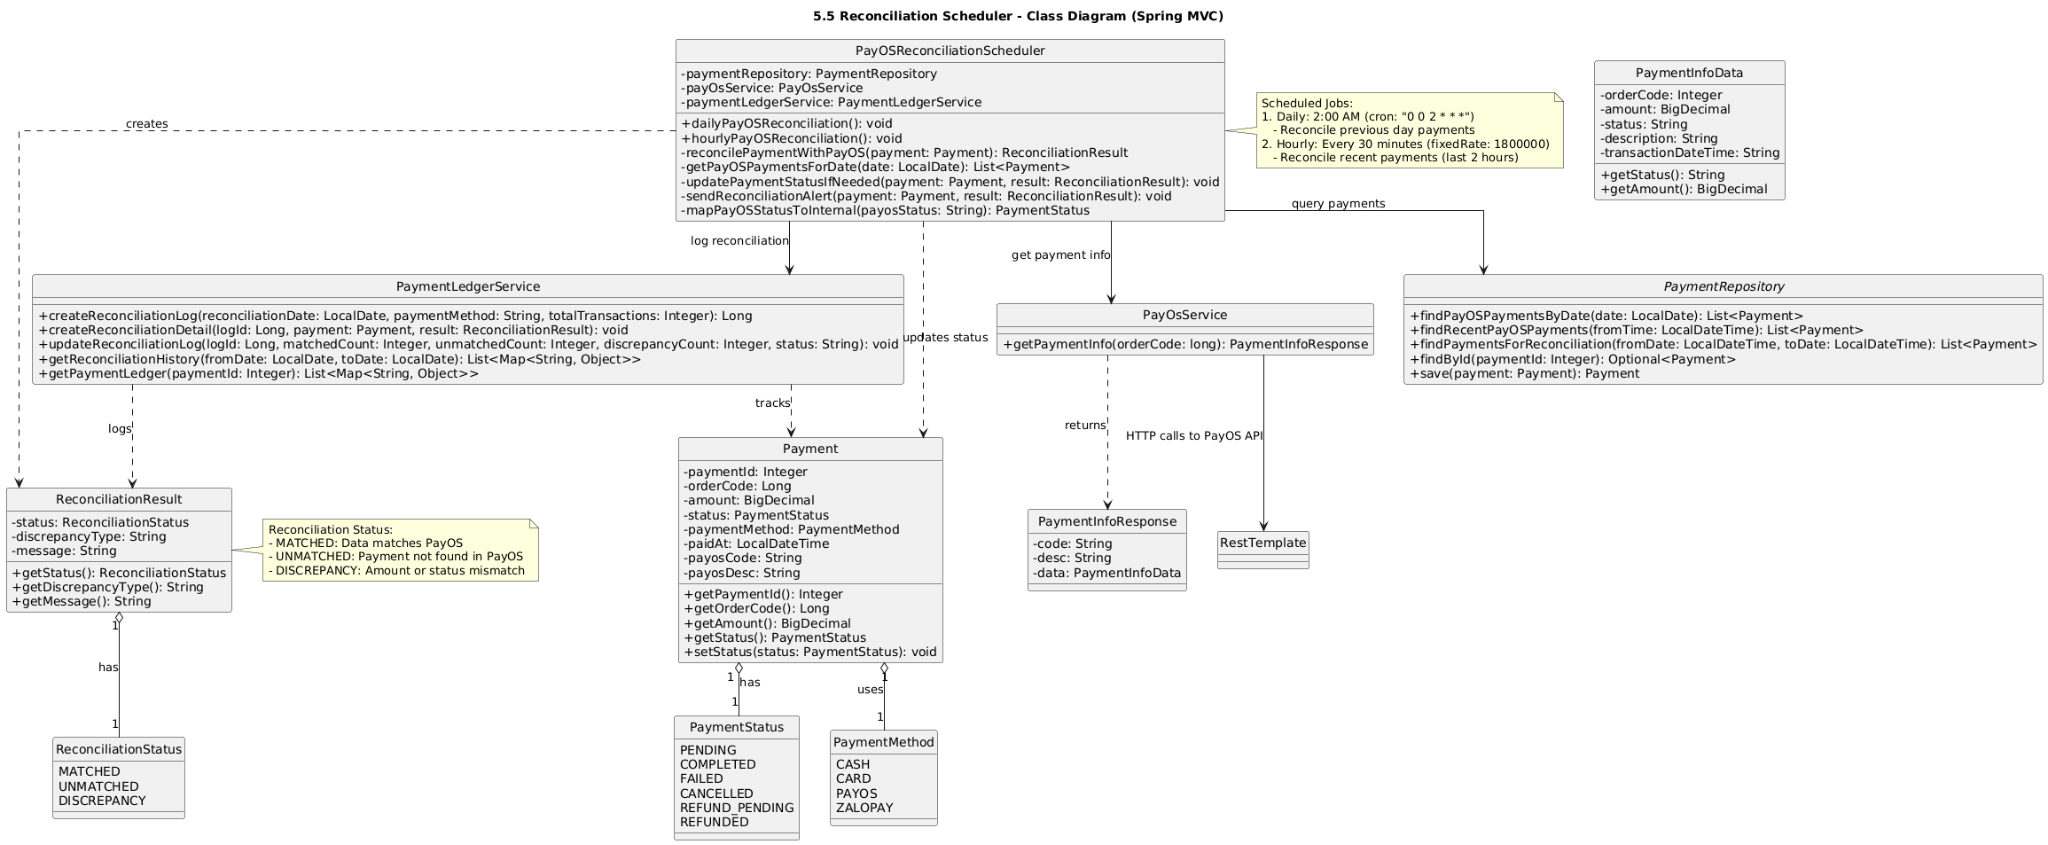 5.5 Reconciliation Scheduler - Class Diagram (Spring MVC)
PayOSReconciliationScheduler
-paymentRepository: PaymentRepository
-payOsService: PayOsService
-paymentLedgerService: PaymentLedgerService
+dailyPayOSReconciliation(): void
+hourlyPayOSReconciliation(): void
-reconcilePaymentWithPayOS(payment: Payment): ReconciliationResult
-getPayOSPaymentsForDate(date: LocalDate): List<Payment>
-updatePaymentStatusIfNeeded(payment: Payment, result: ReconciliationResult): void
-sendReconciliationAlert(payment: Payment, result: ReconciliationResult): void
-mapPayOSStatusToInternal(payosStatus: String): PaymentStatus
Scheduled Jobs:
1. Daily: 2:00 AM (cron: "0 0 2 * * *")
- Reconcile previous day payments
2. Hourly: Every 30 minutes (fixedRate: 1800000)
- Reconcile recent payments (last 2 hours)
PaymentInfoData
-orderCode: Integer
-amount: BigDecimal
-status: String
-description: String
-transactionDateTime: String
+getStatus(): String
+getAmount(): BigDecimal
creates
log reconciliation
updates status
get payment info
query payments
PaymentLedgerService
+createReconciliationLog(reconciliationDate: LocalDate, paymentMethod: String, totalTransactions: Integer): Long
+createReconciliationDetail(logId: Long, payment: Payment, result: ReconciliationResult): void
+updateReconciliationLog(logId: Long, matchedCount: Integer, unmatchedCount: Integer, discrepancyCount: Integer, status: String): void
+getReconciliationHistory(fromDate: LocalDate, toDate: LocalDate): List<Map<String, Object>>
+getPaymentLedger(paymentId: Integer): List<Map<String, Object>>
PayOsService
+getPaymentInfo(orderCode: long): PaymentInfoResponse
PaymentRepository
+findPayOSPaymentsByDate(date: LocalDate): List<Payment>
+findRecentPayOSPayments(fromTime: LocalDateTime): List<Payment>
+findPaymentsForReconciliation(fromDate: LocalDateTime, toDate: LocalDateTime): List<Payment>
+findById(paymentId: Integer): Optional<Payment>
+save(payment: Payment): Payment
logs
tracks
returns
HTTP calls to PayOS API
ReconciliationResult
-status: ReconciliationStatus
-discrepancyType: String
-message: String
+getStatus(): ReconciliationStatus
+getDiscrepancyType(): String
+getMessage(): String
Reconciliation Status:
- MATCHED: Data matches PayOS
- UNMATCHED: Payment not found in PayOS
- DISCREPANCY: Amount or status mismatch
Payment
-paymentId: Integer
-orderCode: Long
-amount: BigDecimal
-status: PaymentStatus
-paymentMethod: PaymentMethod
-paidAt: LocalDateTime
-payosCode: String
-payosDesc: String
+getPaymentId(): Integer
+getOrderCode(): Long
+getAmount(): BigDecimal
+getStatus(): PaymentStatus
+setStatus(status: PaymentStatus): void
PaymentInfoResponse
-code: String
-desc: String
-data: PaymentInfoData
RestTemplate
1
has
1
1
has
1
1
uses
1
ReconciliationStatus
MATCHED
UNMATCHED
DISCREPANCY
PaymentStatus
PENDING
COMPLETED
FAILED
CANCELLED
REFUND_PENDING
REFUNDED
PaymentMethod
CASH
CARD
PAYOS
ZALOPAY